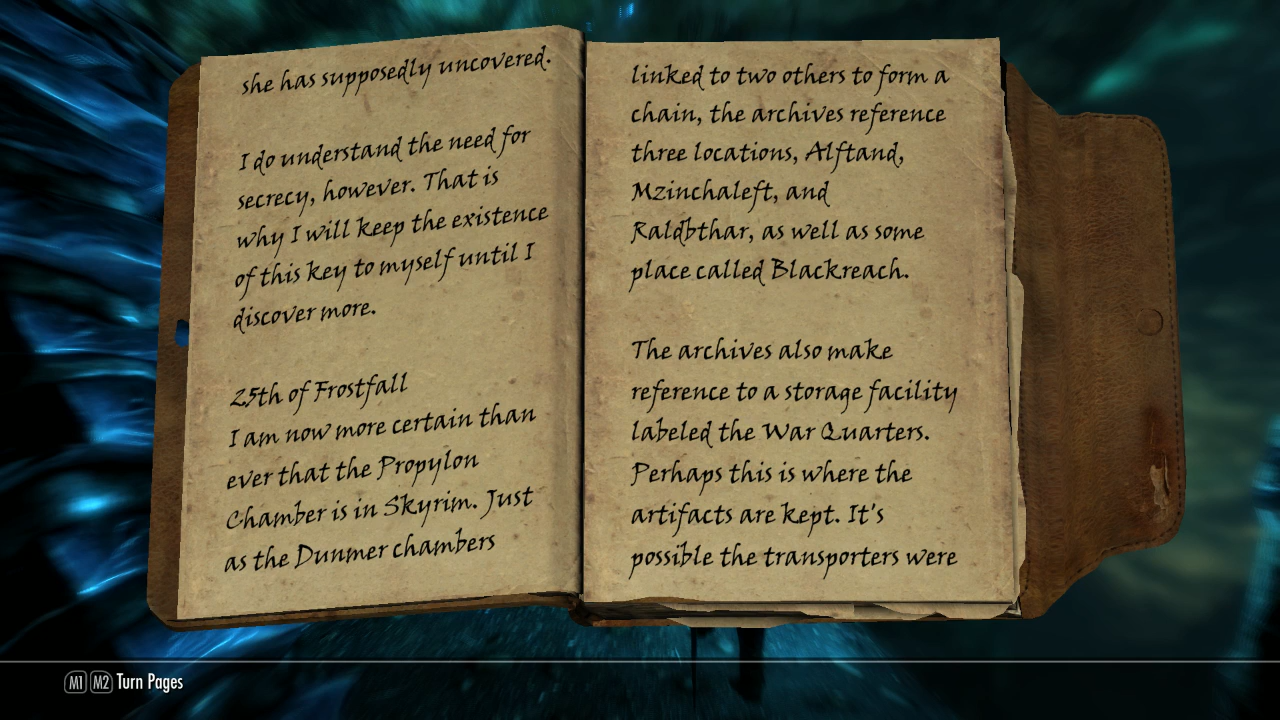 she has supposedly uncovered.
I do understand the need for
secrecy, however. That is
why I will keep the existence
of this key to myself until I
discover more.
25th of Frostfall
I am now more certain than
ever that the Propylon
Chamber is in Skyrim. Just
as the Dunmer chambers
linked to two others to form a
chain, the archives reference
three locations, Alftand,
Mzinchaleft, and
Raldbthar, as well as some
place called Blackreach.
The archives also make
reference to a storage facility
labeled the War Quarters.
Perhaps this is where the
artifacts are kept. It's
possible the transporters were
M1 M2 Turn Pages